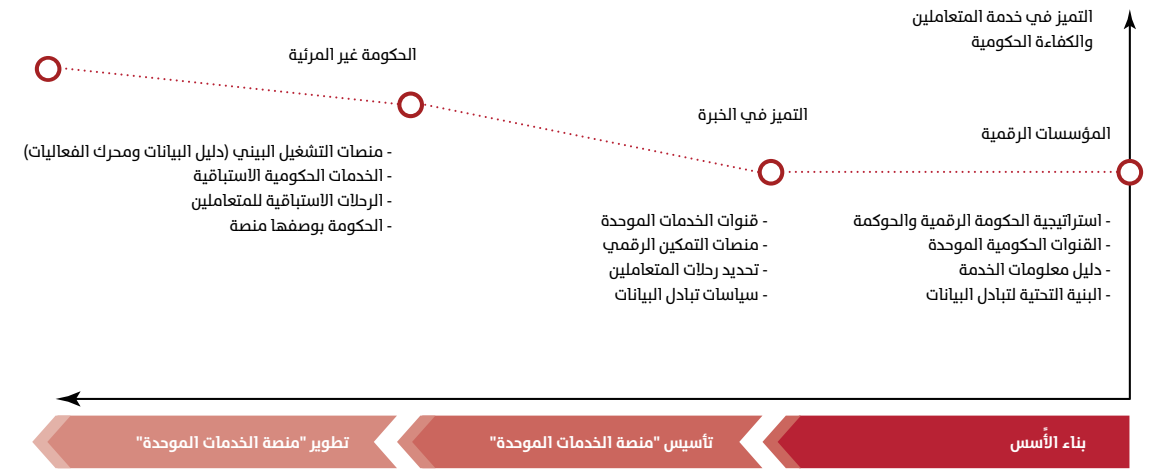 التميز في خدمة المتعاملين
والكفاءة الحكومية
المؤسسات الرقمية
- استراتيجية الحكومة الرقمية والحوكمة
- القنوات الحكومية الموحدة
- دليل معلومات الخدمة
- البنية التحتية لتبادل البيانات
التميز في الخبرة
- قنوات الخدمات الموحدة
- منصات التمكين الرقمي
- تحديد رحلات المتعاملين
- سياسات تبادل البيانات
الحكومة غير المرئية
- منصات التشغيل البيني (دليل البيانات ومحرك الفعاليات)
- الخدمات الحكومية الاستباقية
- الرحلات الاستباقية للمتعاملين
- الحكومة بوصفها منصة
بناء الأُسس
تأسيس "منصة الخدمات الموحدة"
تطوير "منصة الخدمات الموحدة"